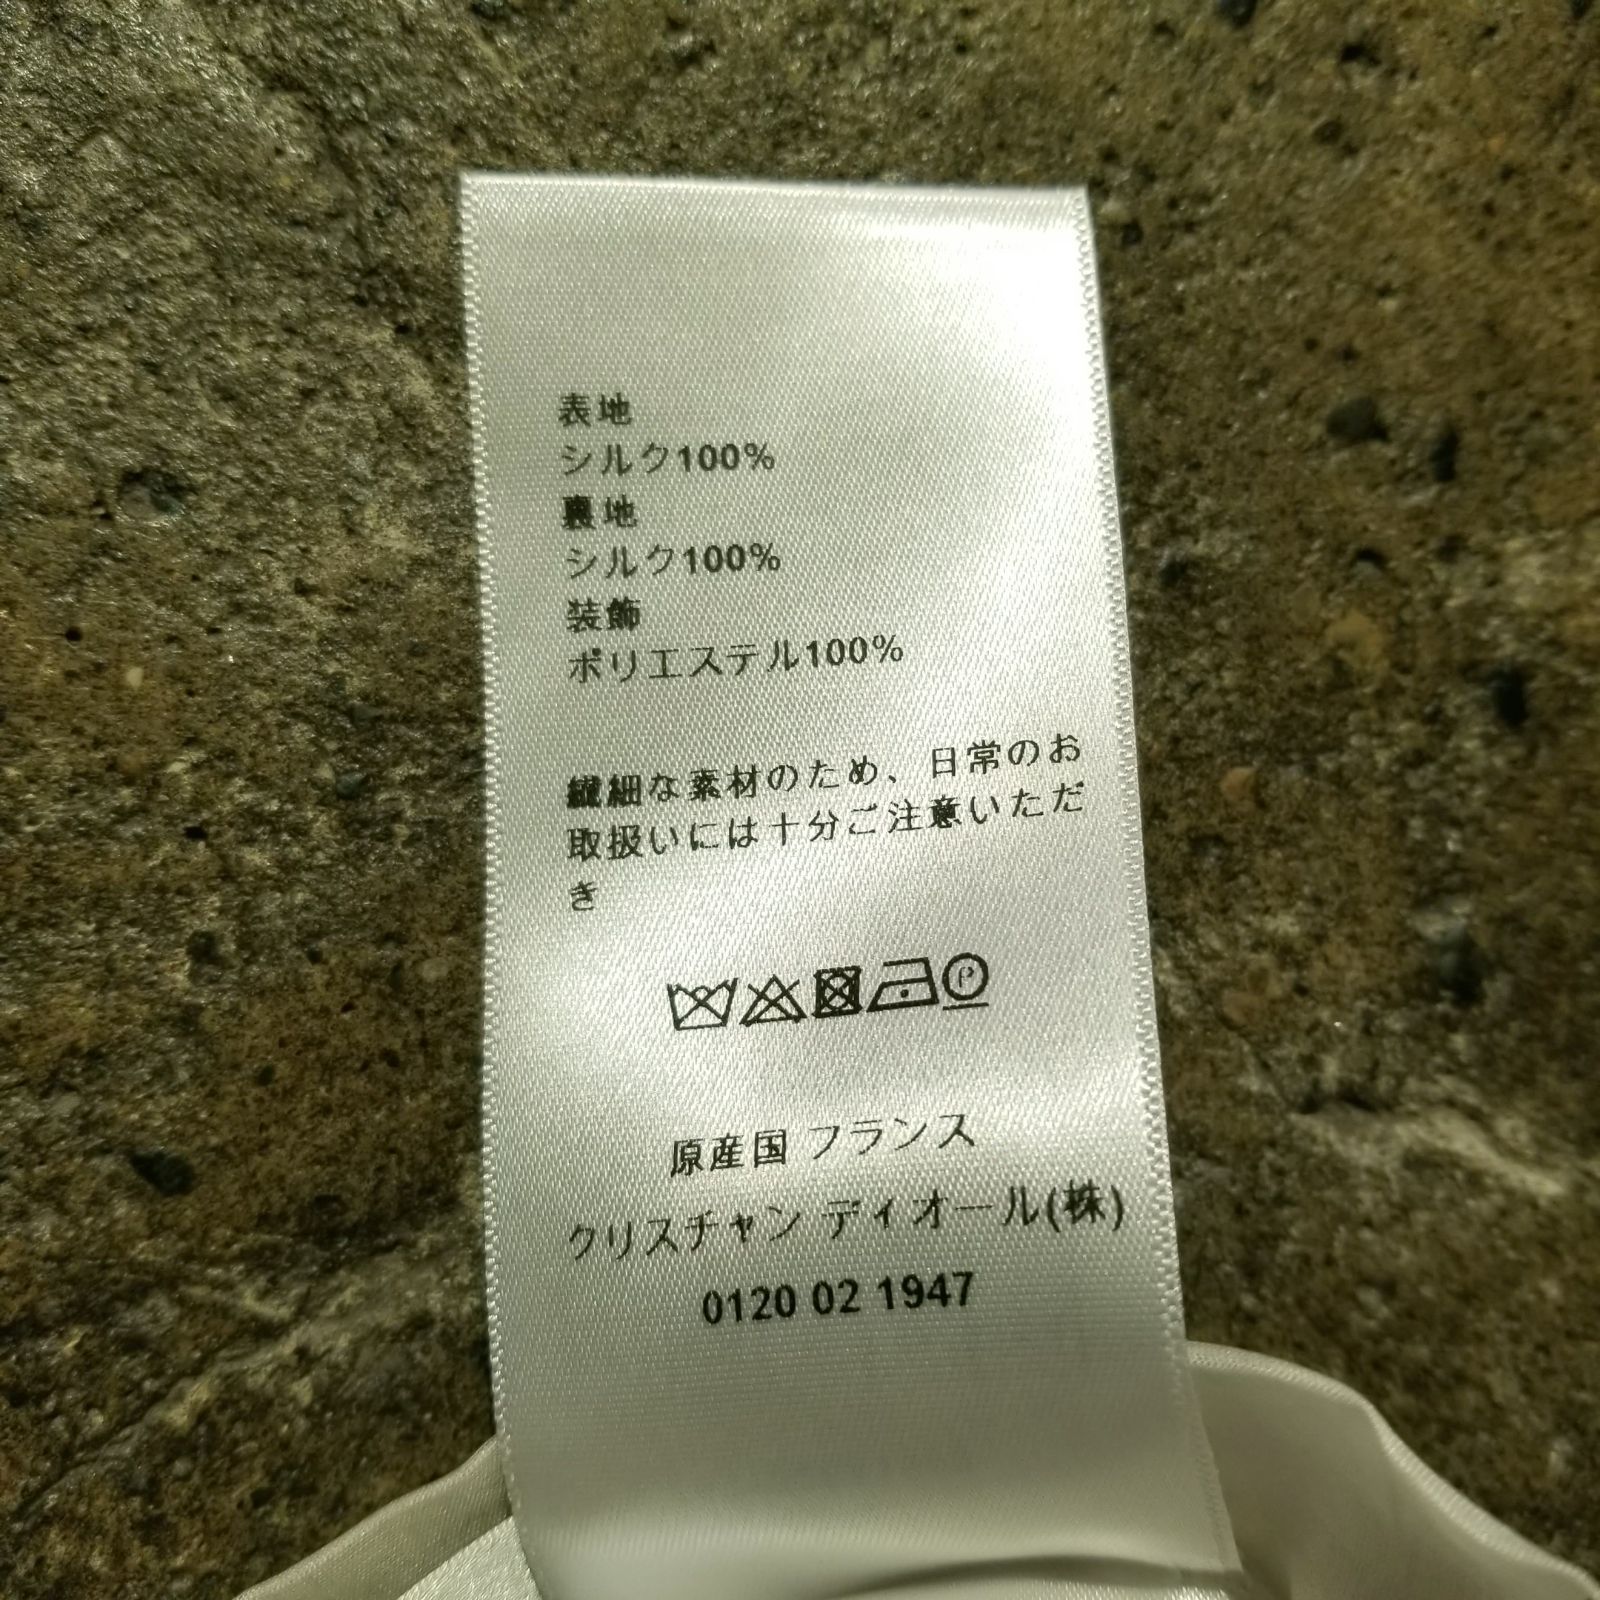 表地
シルク100%
裏地
シルク100%
装飾
ポリエステル100%
繊細な素材のため、日常のお
取扱いには十分ご注意いただ
き
P
原産国 フランス
クリスチャン ディオール(株)
0120 02 1947